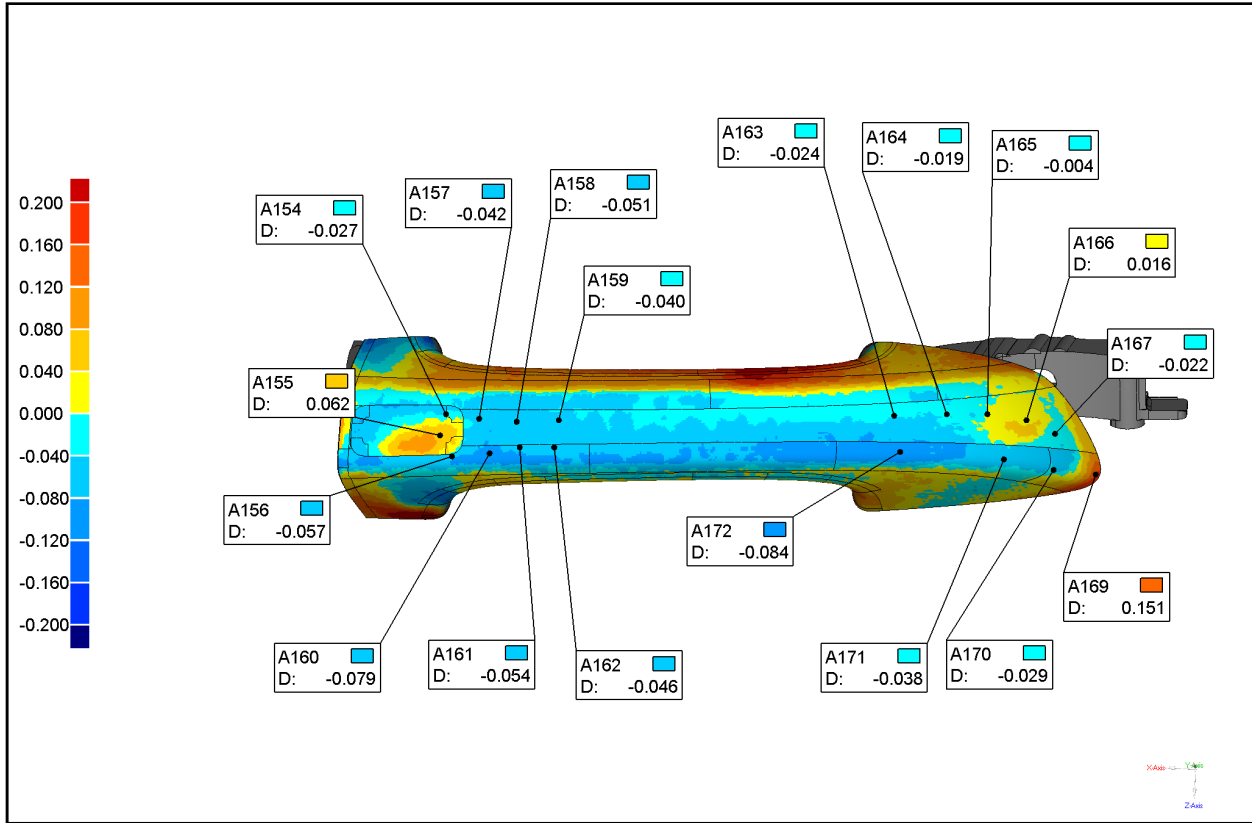 0.200
0.160
0.120
0.080
0.040
0.000
-0.040
-0.080
-0.120
-0.160
-0.200
A154
D: -0.027
A157
D: -0.042
A158
D: -0.051
A159
D: -0.040
A163
D: -0.024
A164
D: -0.019
A165
D: -0.004
A166
D: 0.016
A167
D: -0.022
A155
D: 0.062
A156
D: -0.057
A172
D: -0.084
A169
D: 0.151
A160
D: -0.079
A161
D: -0.054
A162
D: -0.046
A171
D: -0.038
A170
D: -0.029
X-Axis
Y-Axis
Z-Axis